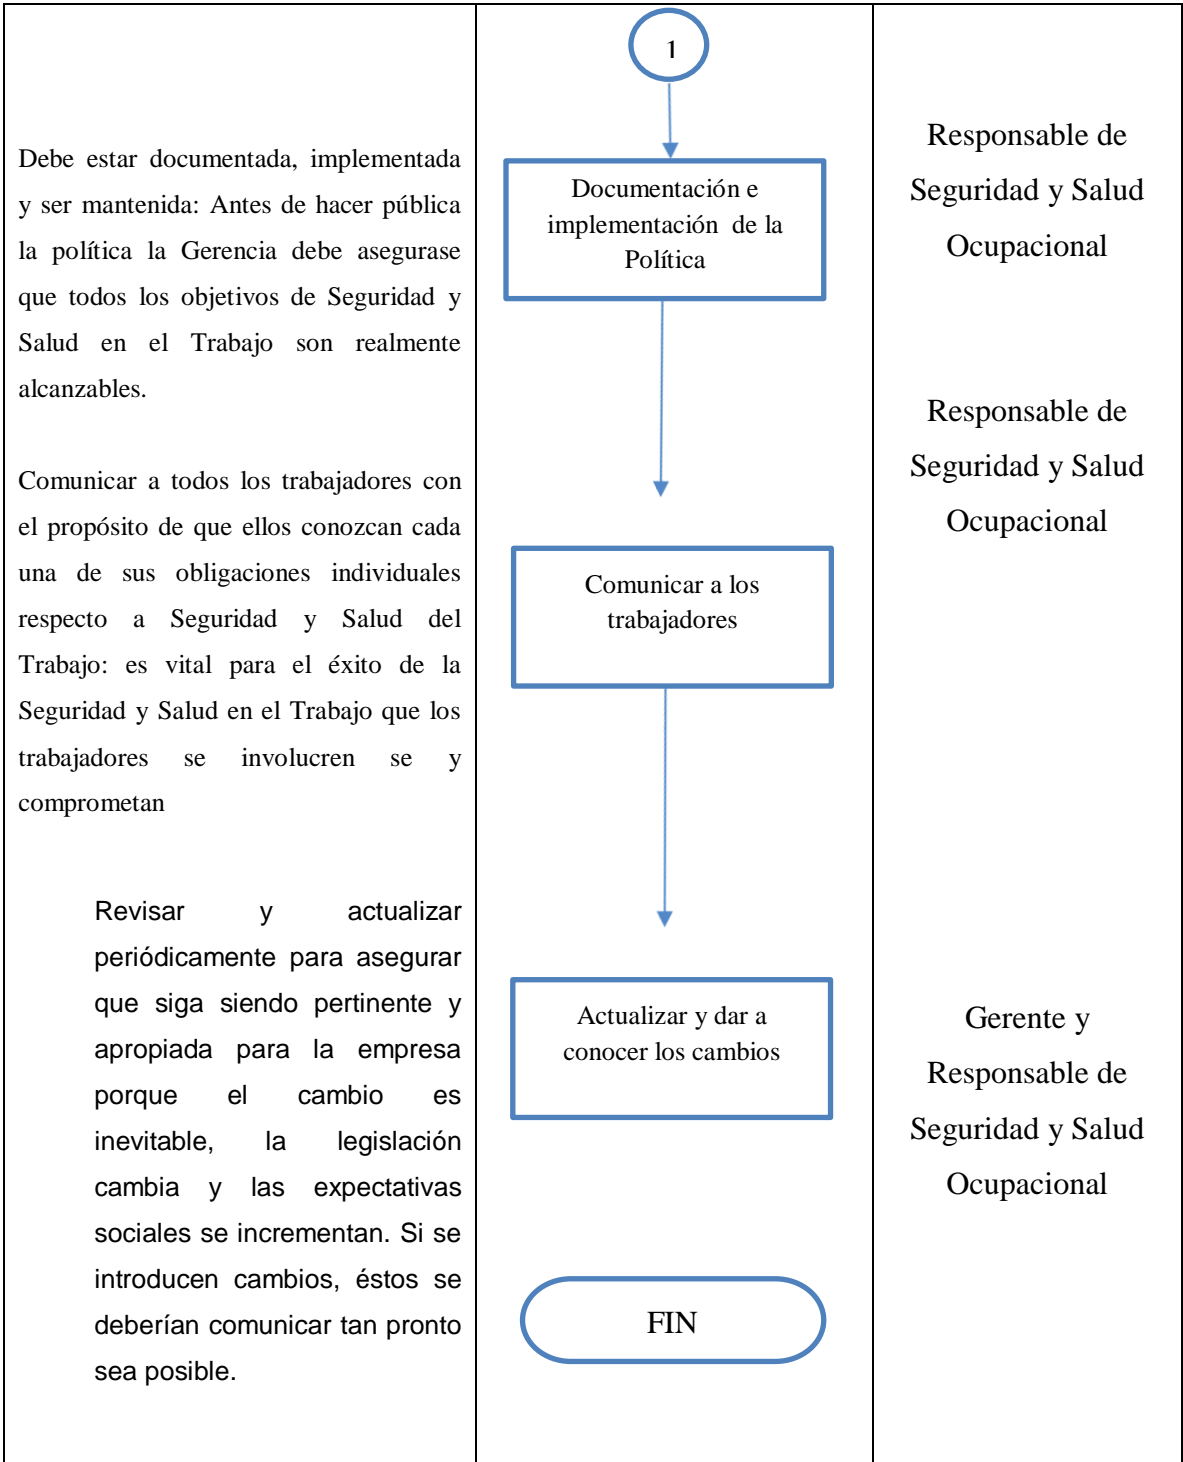 Debe estar documentada, implementada
y ser mantenida: Antes de hacer pública
la política la Gerencia debe asegurase
que todos los objetivos de Seguridad y
Salud en el Trabajo son realmente
alcanzables.
Comunicar a todos los trabajadores con
el propósito de que ellos conozcan cada
una de sus obligaciones individuales
respecto a Seguridad y Salud del
Trabajo: es vital para el éxito de la
Seguridad y Salud en el Trabajo que los
trabajadores se involucren se y
comprometan
Revisar y actualizar
periódicamente para asegurar
que siga siendo pertinente y
apropiada para la empresa
porque el cambio es
inevitable, la legislación
cambia y las expectativas
sociales se incrementan. Si se
introducen cambios, éstos se
deberían comunicar tan pronto
sea posible.
1
Documentación e
implementación de la
Política
Comunicar a los
trabajadores
Actualizar y dar a
conocer los cambios
FIN
Responsable de
Seguridad y Salud
Ocupacional
Responsable de
Seguridad y Salud
Ocupacional
Gerente y
Responsable de
Seguridad y Salud
Ocupacional